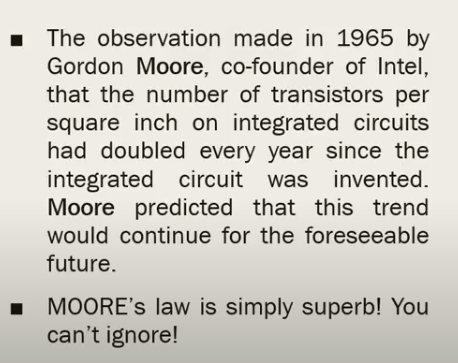 ■ The observation made in 1965 by
Gordon Moore, co-founder of Intel,
that the number of transistors per
square inch on integrated circuits
had doubled every year since the
integrated circuit was invented.
Moore predicted that this trend
would continue for the foreseeable
future.
■ MOORE's law is simply superb! You
can't ignore!